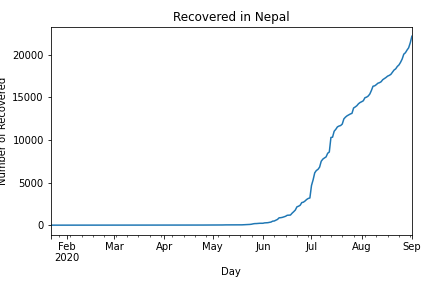 Recovered in Nepal
Number of Recovered
20000
15000
10000
5000
0
Feb Mar Apr May Jun Jul Aug Sep
2020
Day